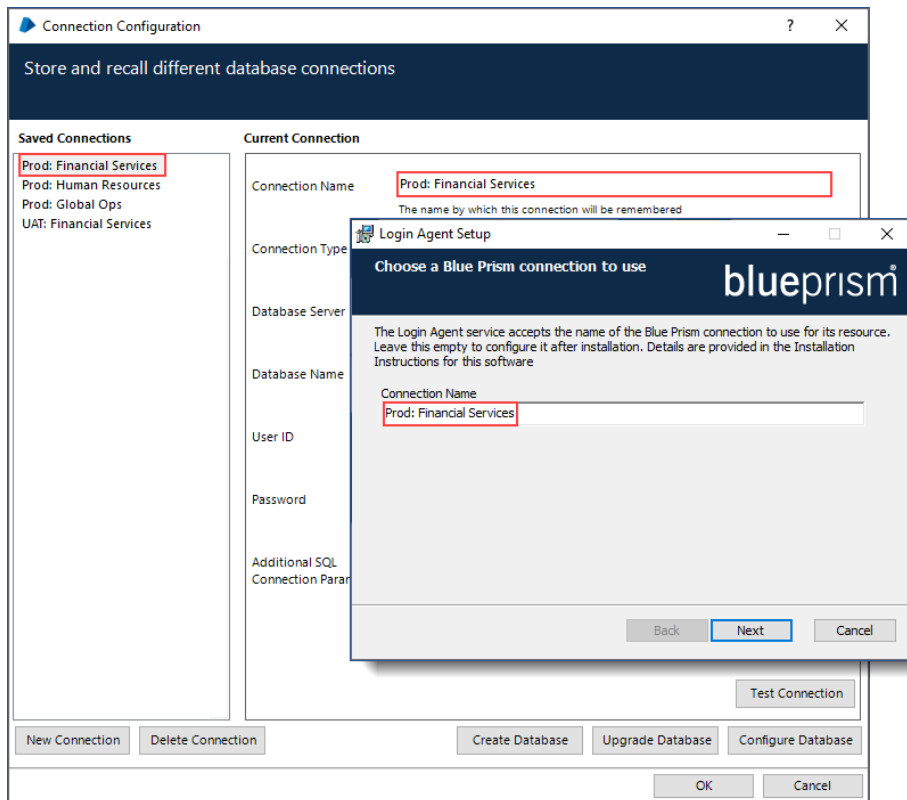 Connection Configuration
?
Store and recall different database connections
Saved Connections
Prod: Financial Services
Prod: Human Resources
Prod: Global Ops
UAT: Financial Services
Current Connection
Connection Name
Prod: Financial Services
The name by which this connection will be remembered
Connection Type
Database Server
Database Name
User ID
Password
Additional SQL
Connection Param
Login Agent Setup
Choose a Blue Prism connection to use
blueprism®
The Login Agent service accepts the name of the Blue Prism connection to use for its resource.
Leave this empty to configure it after installation. Details are provided in the Installation
Instructions for this software
Connection Name
Prod: Financial Services
Back
Next
Cancel
Test Connection
New Connection
Delete Connection
Create Database
Upgrade Database
Configure Database
OK
Cancel